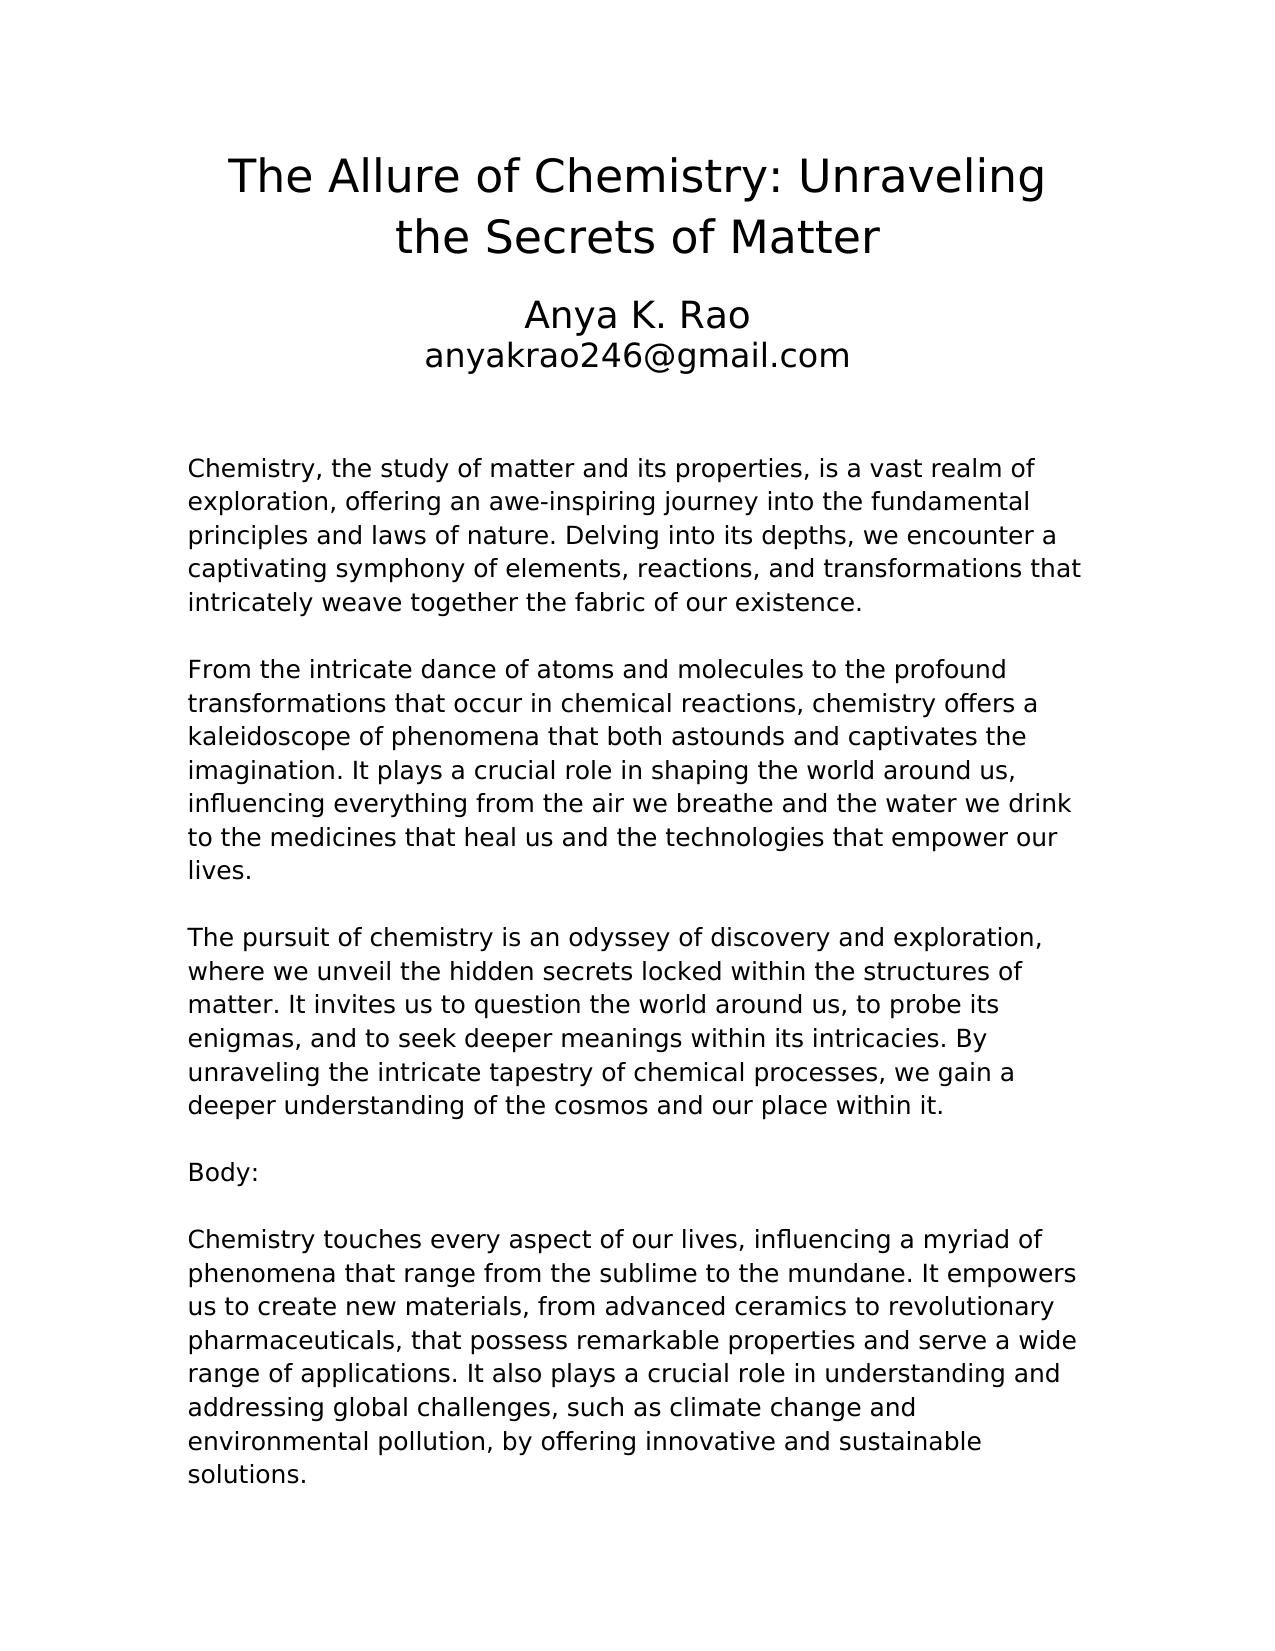 The Allure of Chemistry: Unraveling
the Secrets of Matter
Anya K. Rao
anyakrao246@gmail.com
Chemistry, the study of matter and its properties, is a vast realm of
exploration, offering an awe-inspiring journey into the fundamental
principles and laws of nature. Delving into its depths, we encounter a
captivating symphony of elements, reactions, and transformations that
intricately weave together the fabric of our existence.
From the intricate dance of atoms and molecules to the profound
transformations that occur in chemical reactions, chemistry offers a
kaleidoscope of phenomena that both astounds and captivates the
imagination. It plays a crucial role in shaping the world around us,
influencing everything from the air we breathe and the water we drink
to the medicines that heal us and the technologies that empower our
lives.
The pursuit of chemistry is an odyssey of discovery and exploration,
where we unveil the hidden secrets locked within the structures of
matter. It invites us to question the world around us, to probe its
enigmas, and to seek deeper meanings within its intricacies. By
unraveling the intricate tapestry of chemical processes, we gain a
deeper understanding of the cosmos and our place within it.
Body:
Chemistry touches every aspect of our lives, influencing a myriad of
phenomena that range from the sublime to the mundane. It empowers
us to create new materials, from advanced ceramics to revolutionary
pharmaceuticals, that possess remarkable properties and serve a wide
range of applications. It also plays a crucial role in understanding and
addressing global challenges, such as climate change and
environmental pollution, by offering innovative and sustainable
solutions.